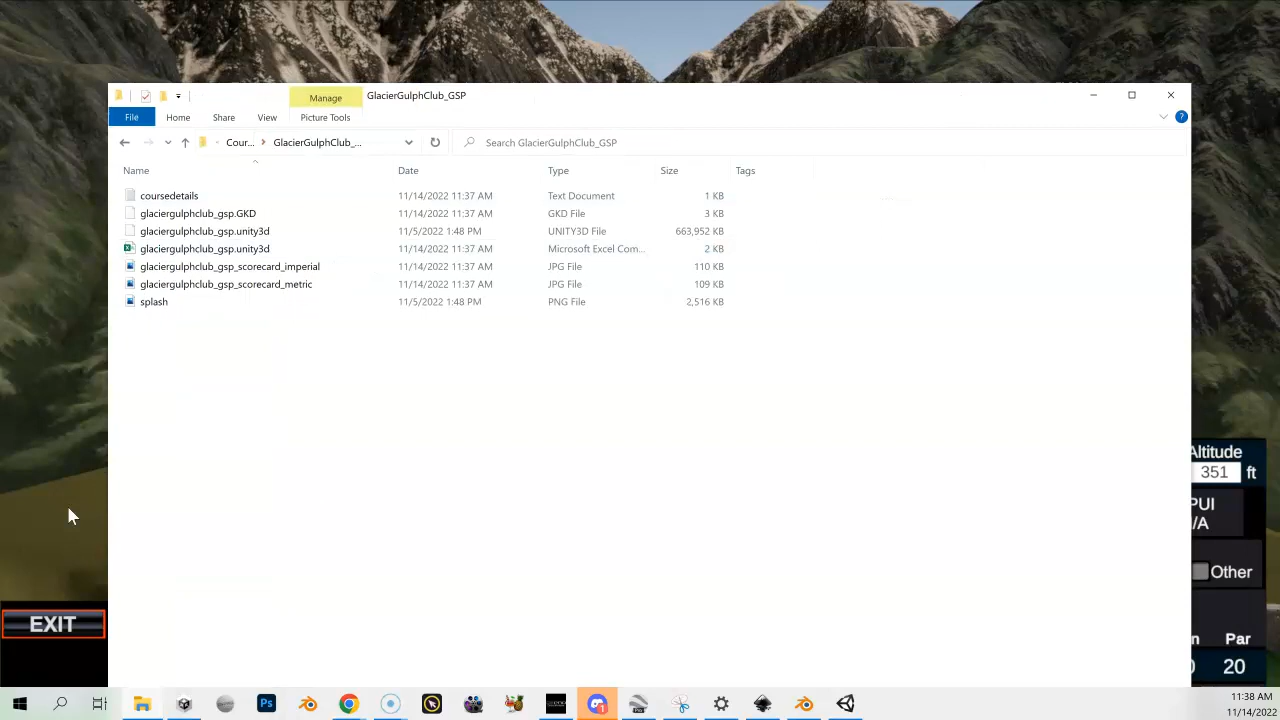 Manage
GlacierGulphClub_GSP
File
Home
Share
View
Picture Tools
Cour...
GlacierGulphClub_...
Search GlacierGulphClub_GSP
Name
Date
Type
Size
Tags
coursedetails 11/14/2022 11:37 AM Text Document 1 KB
glaciergulphclub_gsp.GKD 11/14/2022 11:37 AM GKD File 3 KB
glaciergulphclub_gsp.unity3d 11/5/2022 1:48 PM UNITY3D File 663,952 KB
glaciergulphclub_gsp.unity3d 11/14/2022 11:37 AM Microsoft Excel Com... 2 KB
glaciergulphclub_gsp_scorecard_imperial 11/14/2022 11:37 AM JPG File 110 KB
glaciergulphclub_gsp_scorecard_metric 11/14/2022 11:37 AM JPG File 109 KB
splash 11/5/2022 1:48 PM PNG File 2,516 KB
Altitude
351 ft
PUI
/A
Other
EXIT
n Par
0 20
Ps
11:38 AM
11/14/2022